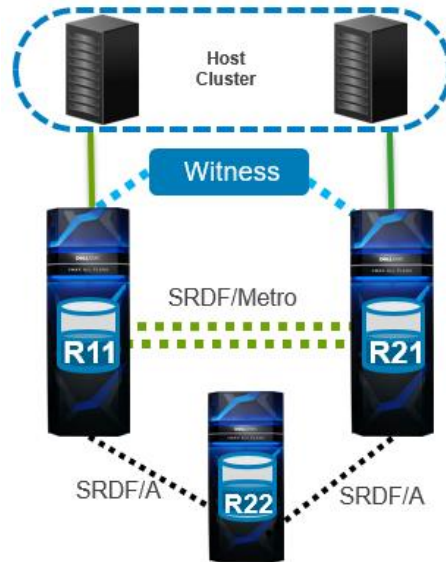 Host
Cluster
Witness
SRDF/Metro
R11
R21
SRDF/A
SRDF/A
R22